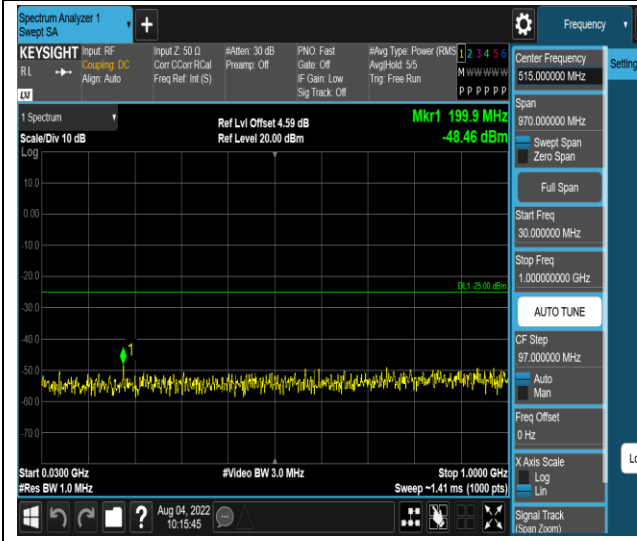 Spectrum Analyzer 1
Swept SA
Frequency
KEYSIGHT
RL
LXI
Input: RF
Coupling: DC
Align: Auto
Input Z: 50 Ω
Corr CCorr RCal
Freq Ref: Int (S)
#Atten: 30 dB
Preamp: Off
PNO: Fast
Gate: Off
IF Gain: Low
Sig Track: Off
#Avg Type: Power (RMS
Avg|Hold: 5/5
Trig: Free Run
1 2 3 4 5 6
M W W W W W
P P P P P P
1 Spectrum
Scale/Div 10 dB
Log
Ref Lvl Offset 4.59 dB
Ref Level 20.00 dBm
Mkr1 199.9 MHz
-48.46 dBm
10.0
0.00
-10.0
-20.0
-30.0
-40.0
-50.0
-60.0
-70.0
DL1 -25.00 dBm
1
Start 0.0300 GHz
#Res BW 1.0 MHz
#Video BW 3.0 MHz
Stop 1.0000 GHz
Sweep ~1.41 ms (1000 pts)
Aug 04, 2022
10:15:45
Center Frequency
515.000000 MHz
Settings
Span
970.000000 MHz
Swept Span
Zero Span
Full Span
Start Freq
30.000000 MHz
Stop Freq
1.000000000 GHz
AUTO TUNE
CF Step
97.000000 MHz
Auto
Man
Freq Offset
0 Hz
X Axis Scale
Log
Lin
Signal Track
(Span Zoom)